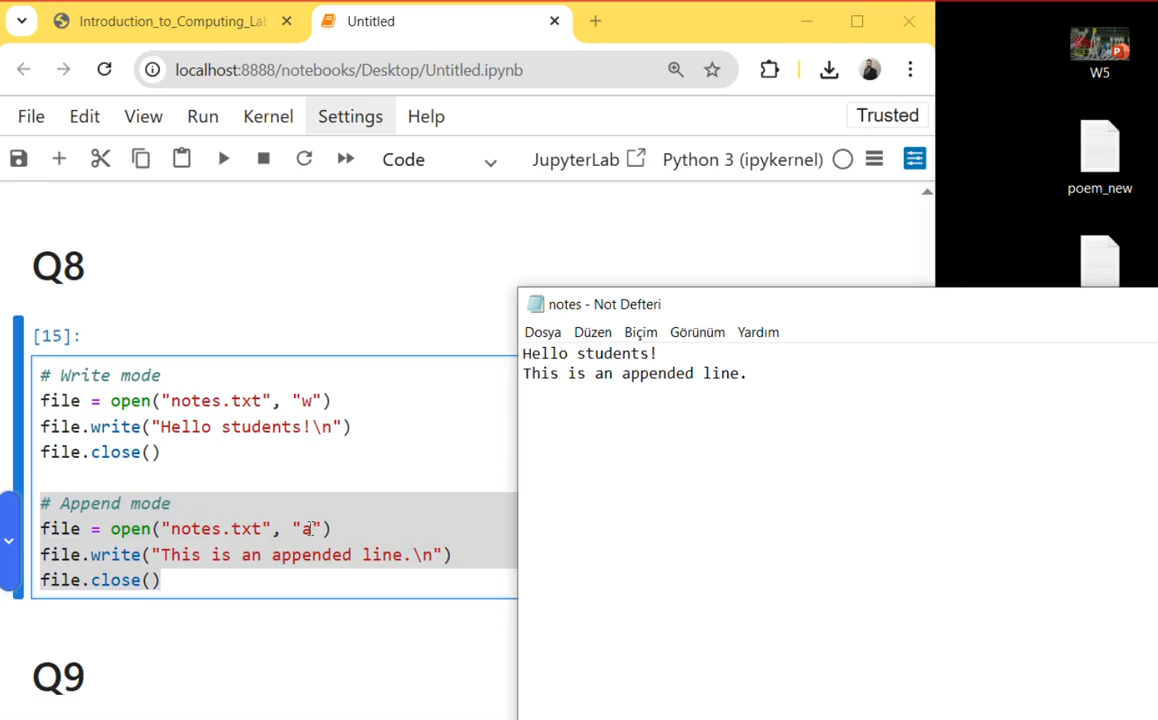 Introduction_to_Computing_La
Untitled
localhost:8888/notebooks/Desktop/Untitled.ipynb
W5
File Edit View Run Kernel Settings Help
Trusted
Code
JupyterLab
Python 3 (ipykernel)
poem_new
Q8
notes - Not Defteri
Dosya Düzen Biçim Görünüm Yardım
Hello students!
This is an appended line.
[15]:
# Write mode
file = open("notes.txt", "w")
file.write("Hello students!\n")
file.close()
# Append mode
file = open("notes.txt", "a")
file.write("This is an appended line.\n")
file.close()
Q9